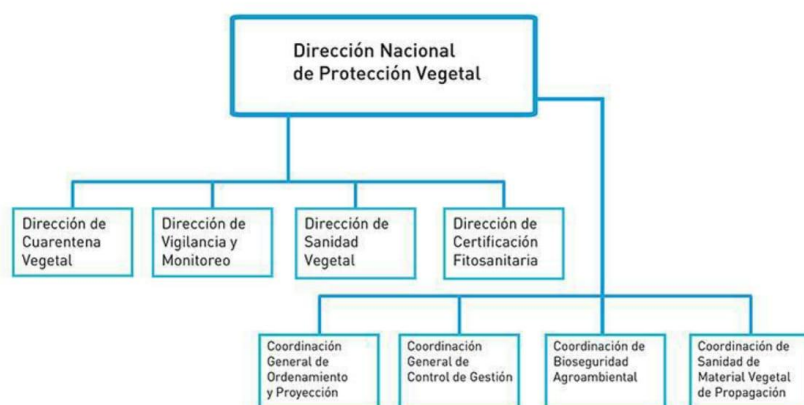 Dirección Nacional
de Protección Vegetal
Dirección de
Cuarentena
Vegetal
Dirección de
Vigilancia y
Monitoreo
Dirección de
Sanidad
Vegetal
Dirección de
Certificación
Fitosanitaria
Coordinación
General de
Ordenamiento
y Proyección
Coordinación
General de
Control de Gestión
Coordinación de
Bioseguridad
Agroambiental
Coordinación de
Sanidad de
Material Vegetal
de Propagación